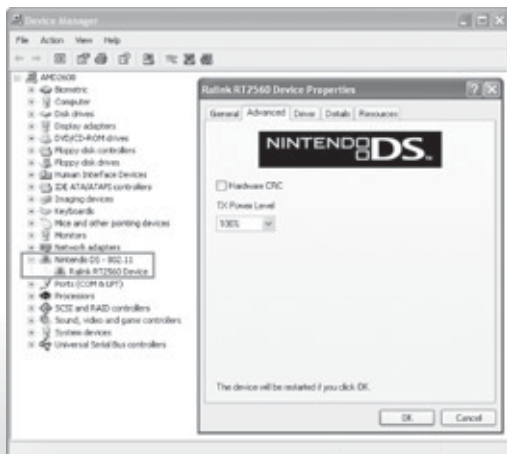 Device Manager
File Action View Help
AMD2600
Biometric
Computer
Disk drives
Display adapters
DVD/CD-ROM drives
Floppy disk controllers
Floppy disk drives
Human Interface Devices
IDE ATA/ATAPI controllers
Imaging devices
Keyboards
Mice and other pointing devices
Monitors
Network adapters
Nintendo DS - 802.11
Ralink RT2560 Device
Ports (COM & LPT)
Processors
SCSI and RAID controllers
Sound, video and game controllers
System devices
Universal Serial Bus controllers
Ralink RT2560 Device Properties
General Advanced Driver Details Resources
NINTENDO DS™
Hardware CRC
TX Power Level
100%
The device will be restarted if you click OK.
OK Cancel